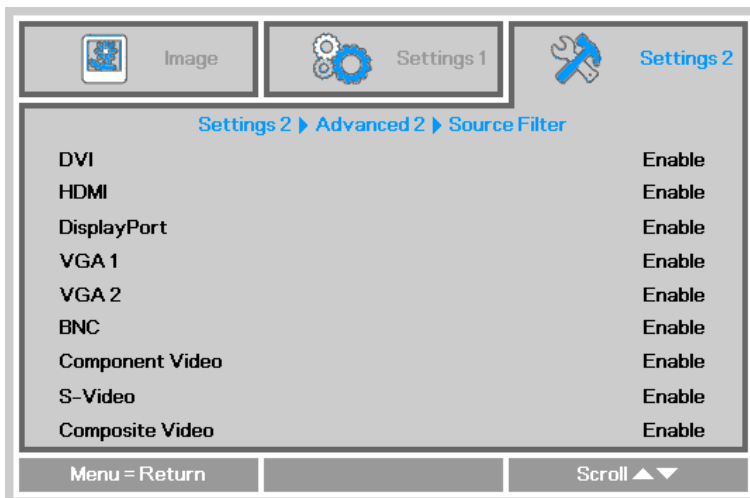 Image Settings 1 Settings 2
Settings 2 ▶ Advanced 2 ▶ Source Filter
DVI Enable
HDMI Enable
DisplayPort Enable
VGA 1 Enable
VGA 2 Enable
BNC Enable
Component Video Enable
S-Video Enable
Composite Video Enable
Menu = Return Scroll ▲▼